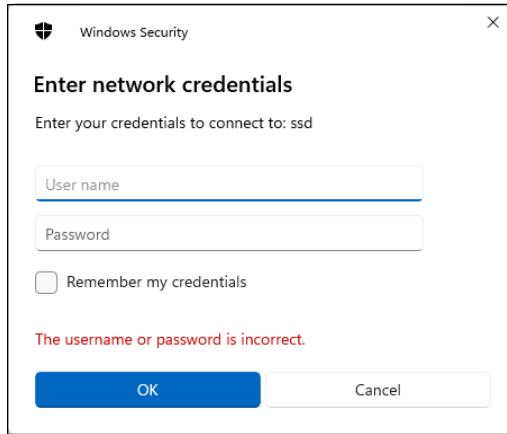 Windows Security
Enter network credentials
Enter your credentials to connect to: ssd
User name
Password
Remember my credentials
The username or password is incorrect.
OK
Cancel